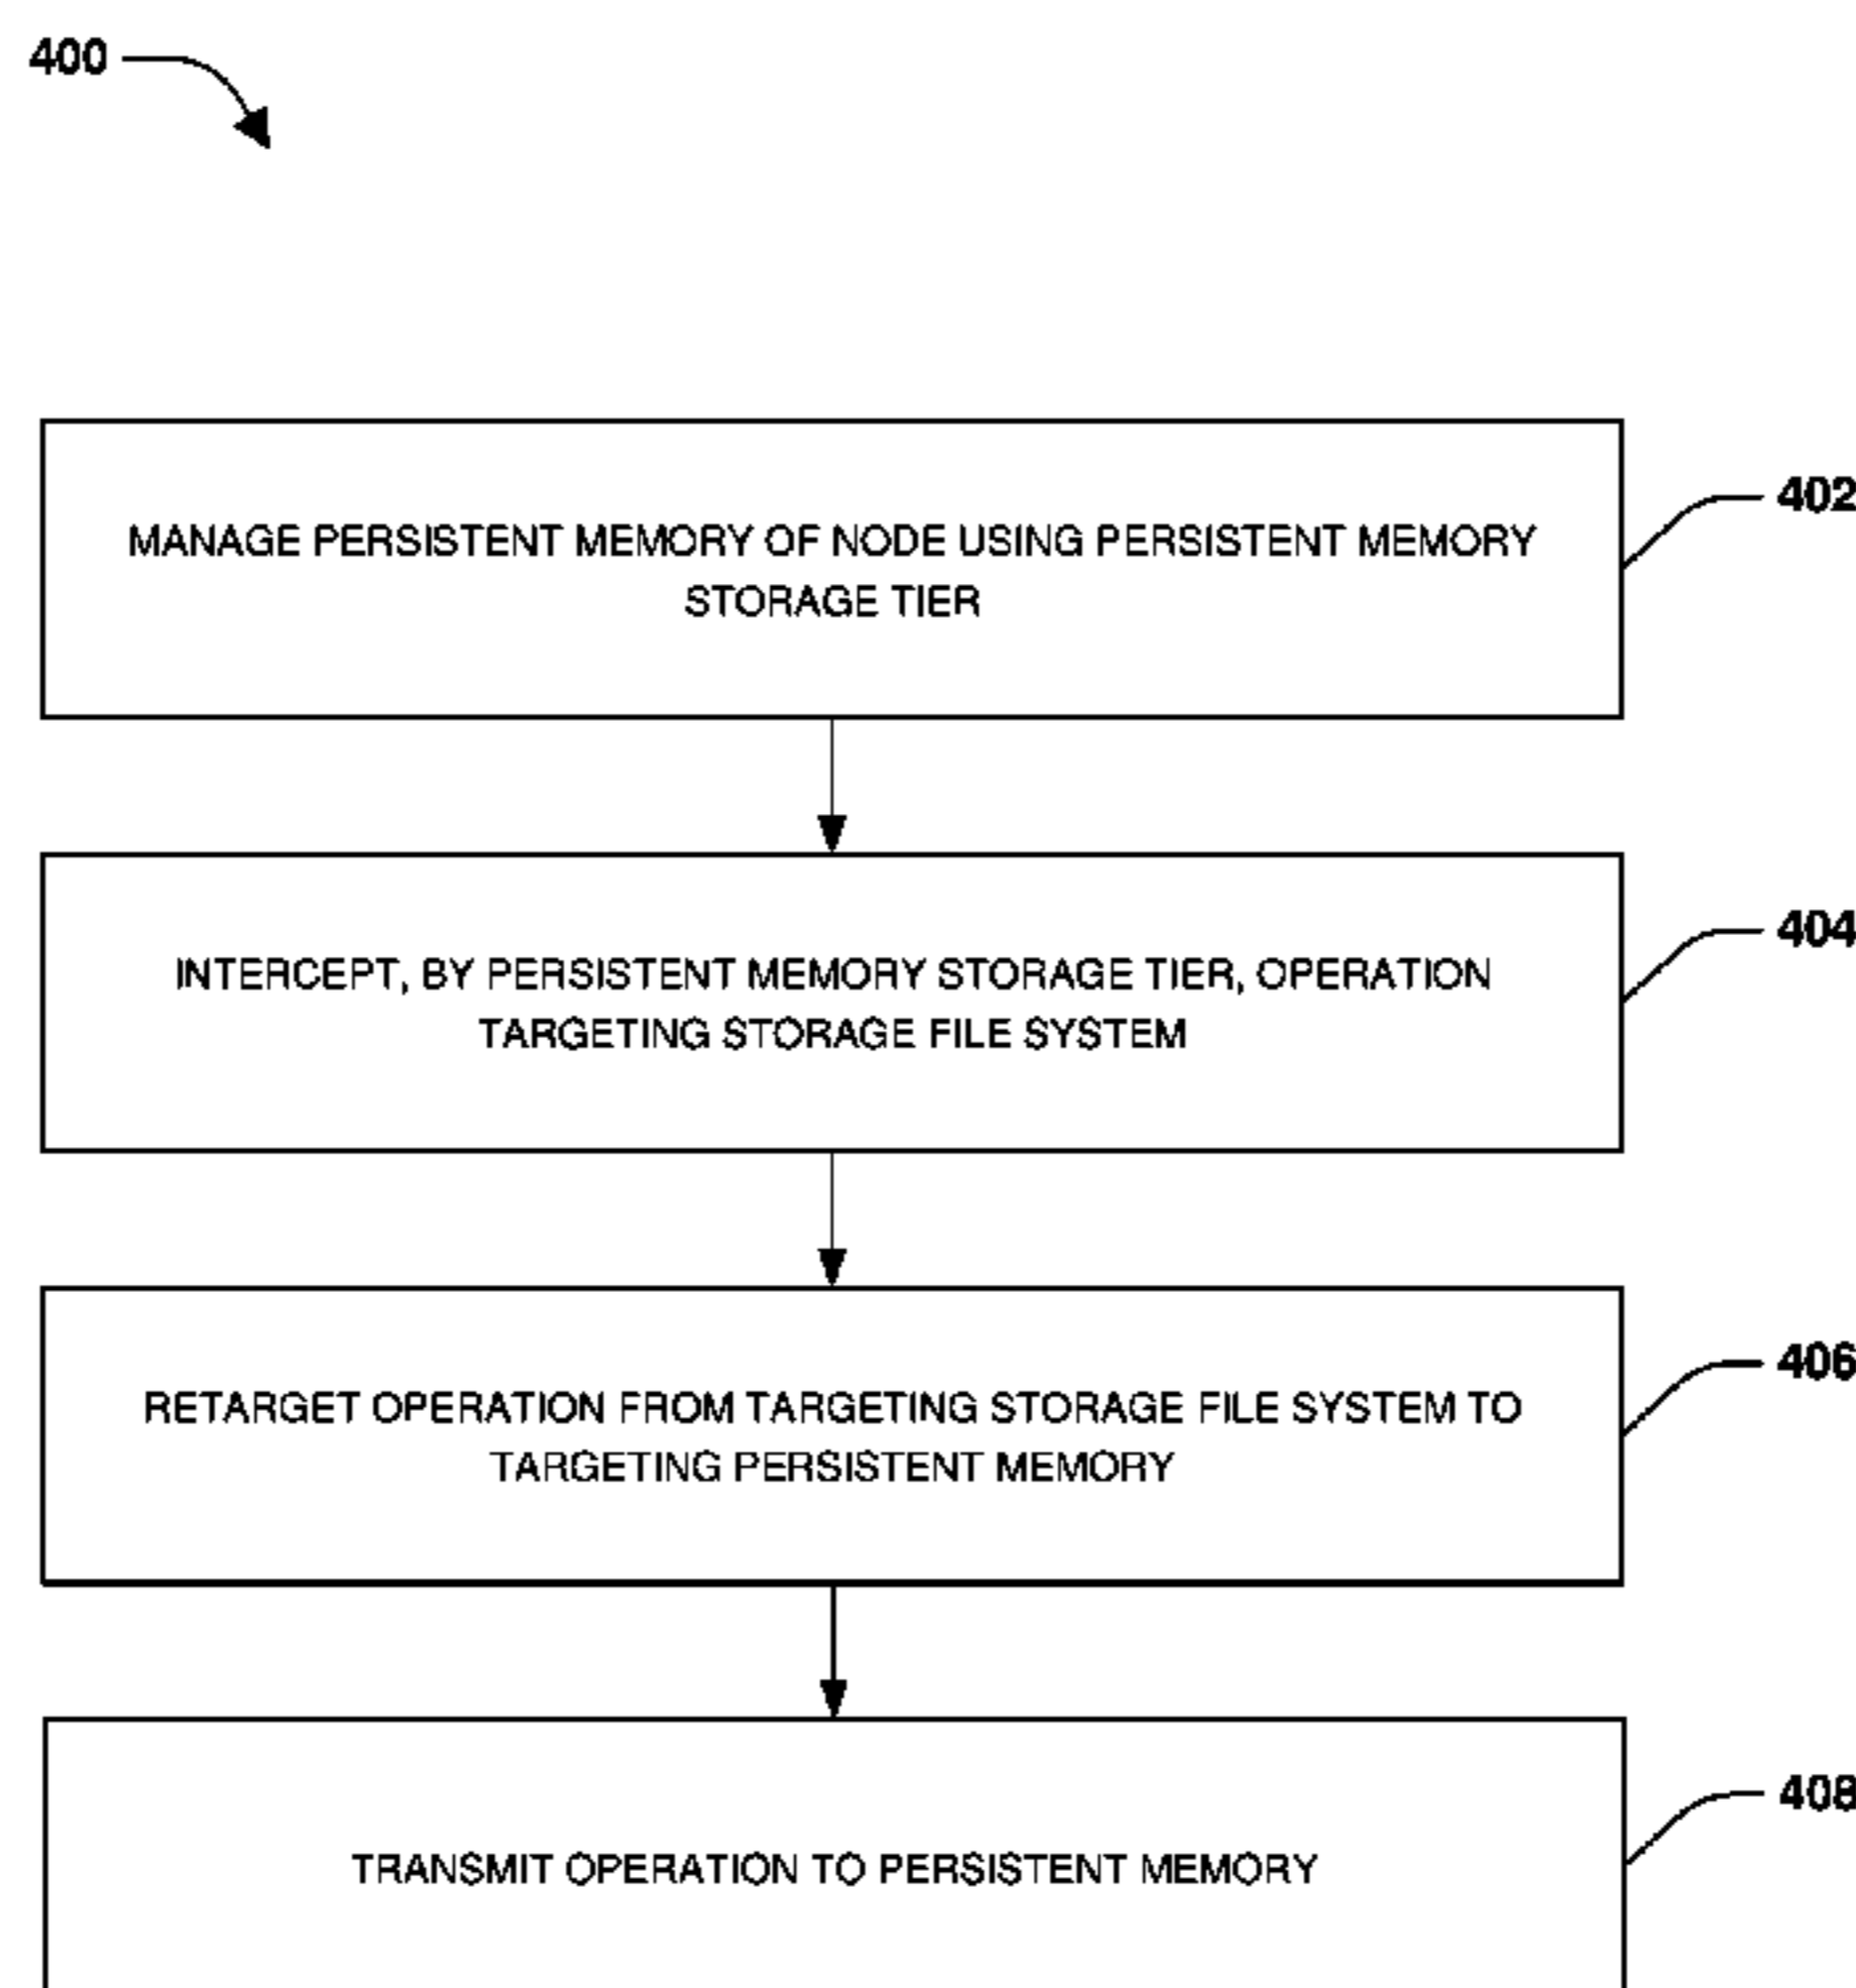 400
MANAGE PERSISTENT MEMORY OF NODE USING PERSISTENT MEMORY
STORAGE TIER
402
INTERCEPT, BY PERSISTENT MEMORY STORAGE TIER, OPERATION
TARGETING STORAGE FILE SYSTEM
404
RETARGET OPERATION FROM TARGETING STORAGE FILE SYSTEM TO
TARGETING PERSISTENT MEMORY
406
TRANSMIT OPERATION TO PERSISTENT MEMORY
408